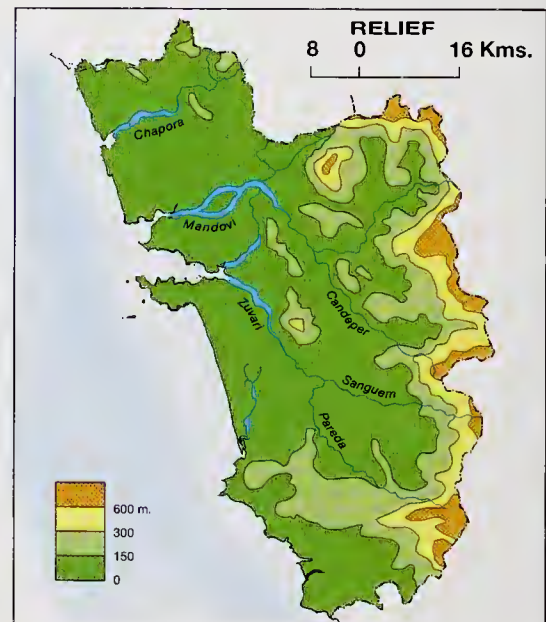 RELIEF
8 0 16 Kms.
Chapora
Mandovi
Zuvari
Candeper
Sanguem
Pareda
600 m.
300
150
0